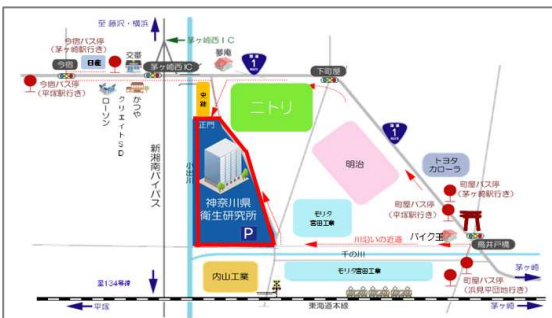 至 藤沢・横浜
茅ヶ崎西IC
今宿バス停
(茅ヶ崎駅行き)
今宿
日産
交番
茅ヶ崎西IC
夢庵
国道
1
下町屋
今宿バス停
(平塚駅行き)
ローソン
クリエイトSD
かつや
中越
ニトリ
正門
新湘南バイパス
小出川
神奈川県
衛生研究所
P
明治
国道
1
トヨタ
カローラ
町屋バス停
(茅ヶ崎駅行き)
町屋バス停
(平塚駅行き)
モリタ
宮田工業
バイク王
鳥井戸橋
川沿いの近道
千の川
内山工業
モリタ宮田工業
町屋バス停
(浜見平団地行き)
至134号線
茅ヶ崎
平塚
東海道本線
茅ヶ崎